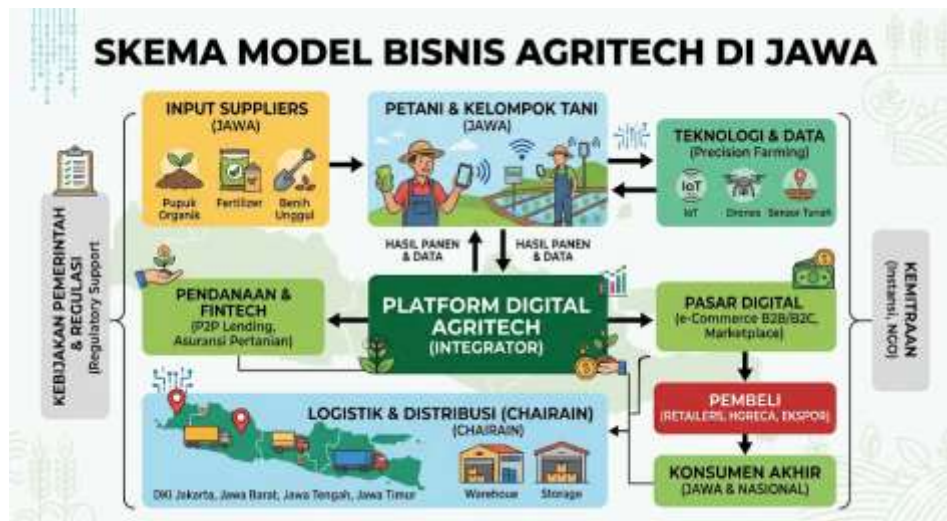 SKEMA MODEL BISNIS AGRITECH DI JAWA
INPUT SUPPLIERS
(JAWA)
Pupuk
Organik
Fertilizer
Benih
Unggul
PETANI & KELOMPOK TANI
(JAWA)
TEKNOLOGI & DATA
(Precision Farming)
IoT
IoT
Drones
Sensor Tanah
KEBIJAKAN PEMERINTAH
& REGULASI
(Regulatory Support)
HASIL PANEN
& DATA
HASIL PANEN
& DATA
PENDANAAN &
FINTECH
(P2P Lending,
Asuransi Pertanian)
PLATFORM DIGITAL
AGRITECH
(INTEGRATOR)
PASAR DIGITAL
(e-Commerce B2B/B2C,
Marketplace)
KEMITRAAN
(Instansi, NGO)
PEMBELI
(RETAILERS, HORECA, EKSPOR)
LOGISTIK & DISTRIBUSI (CHAIRAIN)
(CHAIRAIN)
DKI Jakarta, Jawa Barat, Jawa Tengah, Jawa Timur
Warehoue
Storage
KONSUMEN AKHIR
(JAWA & NASIONAL)